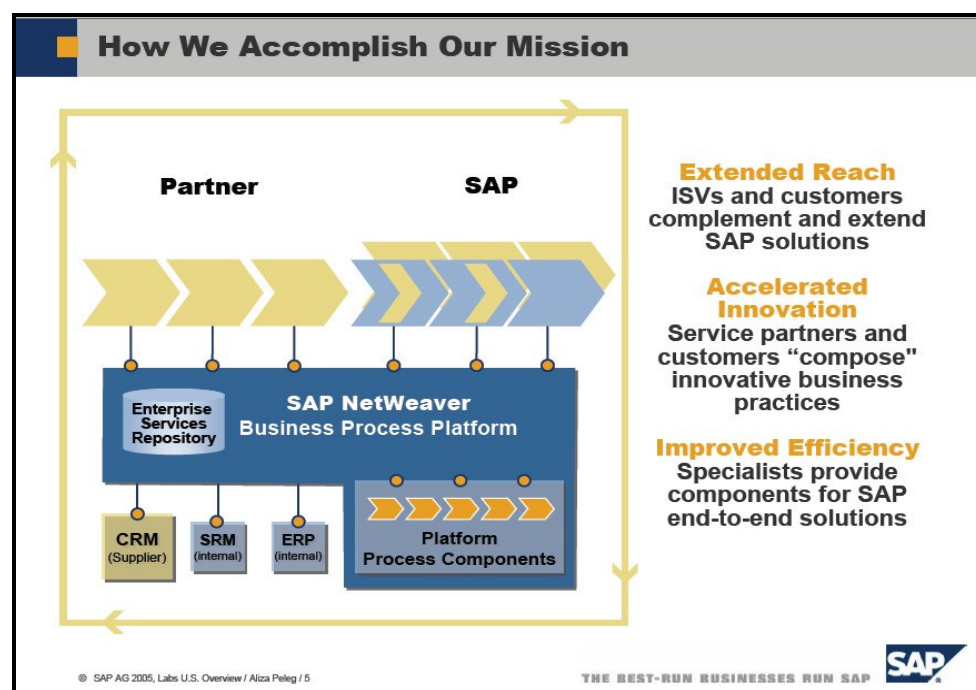 How We Accomplish Our Mission
Partner
SAP
Extended Reach
ISVs and customers
complement and extend
SAP solutions
Accelerated
Innovation
Service partners and
customers “compose"
innovative business
practices
Improved Efficiency
Specialists provide
components for SAP
end-to-end solutions
Enterprise
Services
Repository
SAP NetWeaver
Business Process Platform
CRM
(Supplier)
SRM
(internal)
ERP
(internal)
Platform
Process Components
© SAP AG 2005, Labs U.S. Overview / Aliza Peleg / 5
THE BEST-RUN BUSINESSES RUN SAP
SAP